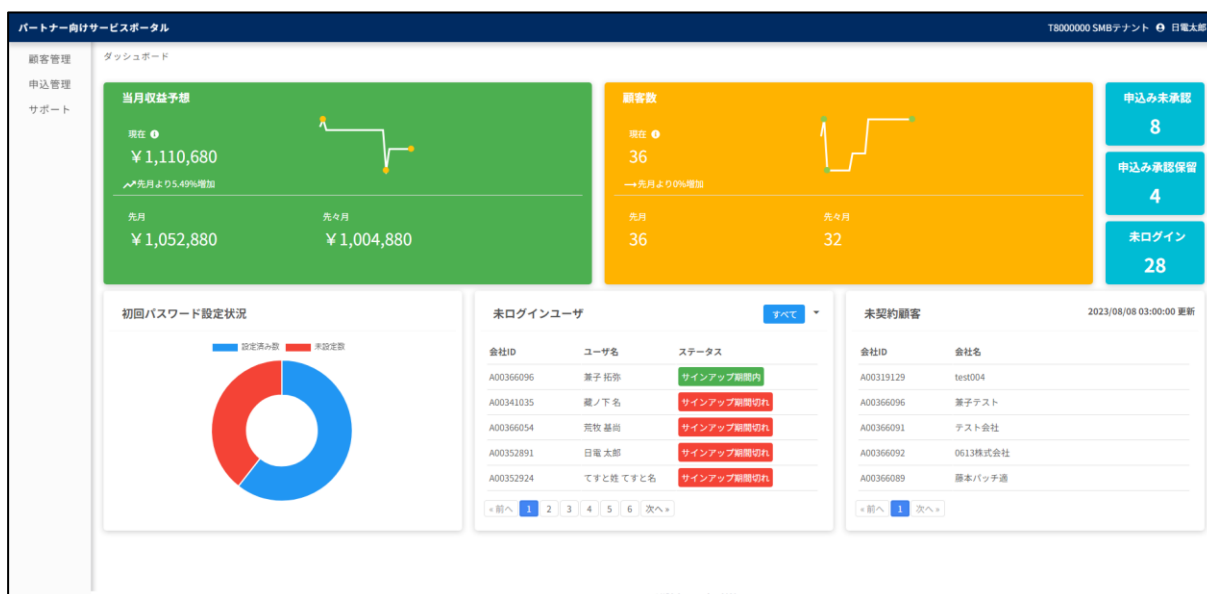 パートナー向けサービスポータル
T8000000 SMBテナント 日電太郎
顧客管理
申込管理
サポート
ダッシュボード
当月収益予想
現在
￥1,110,680
先月より5.49%増加
先月
￥1,052,880
先々月
￥1,004,880
顧客数
現在
36
先月より0%増加
先月
36
先々月
32
申込み未承認
8
申込み承認保留
4
未ログイン
28
初回パスワード設定状況
設定済み数 未設定数
未ログインユーザ
すべて
会社ID ユーザ名 ステータス
A00366096 兼子 拓弥 サインアップ期間内
A00341035 蔵ノ下 名 サインアップ期間切れ
A00366054 荒牧 基尚 サインアップ期間切れ
A00352891 日電 太郎 サインアップ期間切れ
A00352924 てすと姓 てすと名 サインアップ期間切れ
«前へ 1 2 3 4 5 6 次へ»
未契約顧客
2023/08/08 03:00:00 更新
会社ID 会社名
A00319129 test004
A00366096 兼子テスト
A00366091 テスト会社
A00366092 0613株式会社
A00366089 藤本パッチ適
«前へ 1 次へ»